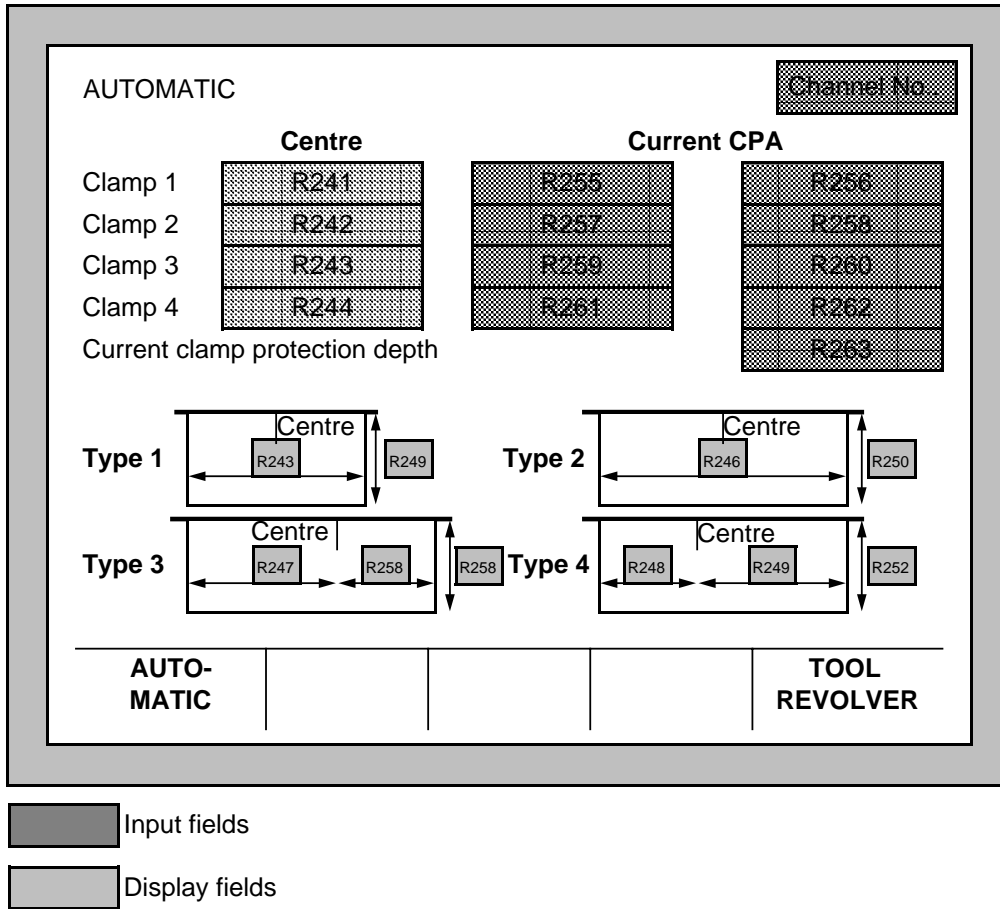 AUTOMATIC Channel No..
Centre Current CPA
Clamp 1 R241 R255 R256
Clamp 2 R242 R257 R258
Clamp 3 R243 R259 R260
Clamp 4 R244 R261 R262
Current clamp protection depth R263
Type 1 Centre R243 R249
Type 2 Centre R246 R250
Type 3 Centre R247 R258 R258
Type 4 Centre R248 R249 R252
AUTO-
MATIC
TOOL
REVOLVER
Input fields
Display fields